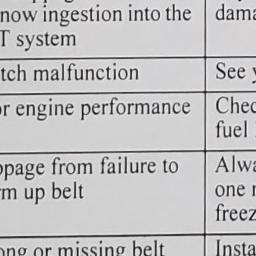 now ingestion into the dama
T system
tch malfunction See y
or engine performance Chec
fuel
ppage from failure to Alwa
rm up belt one r
freez
ong or missing belt Insta